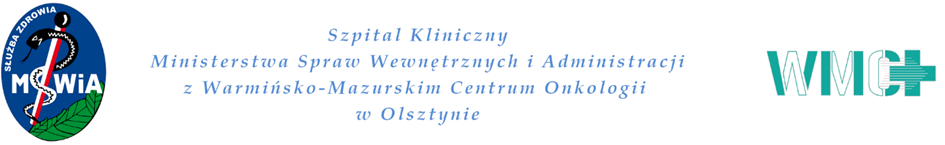 SŁUŻBA ZDROWIA
MSWiA
Szpital Kliniczny
Ministerstwa Spraw Wewnętrznych i Administracji
z Warmińsko-Mazurskim Centrum Onkologii
w Olsztynie
WMC